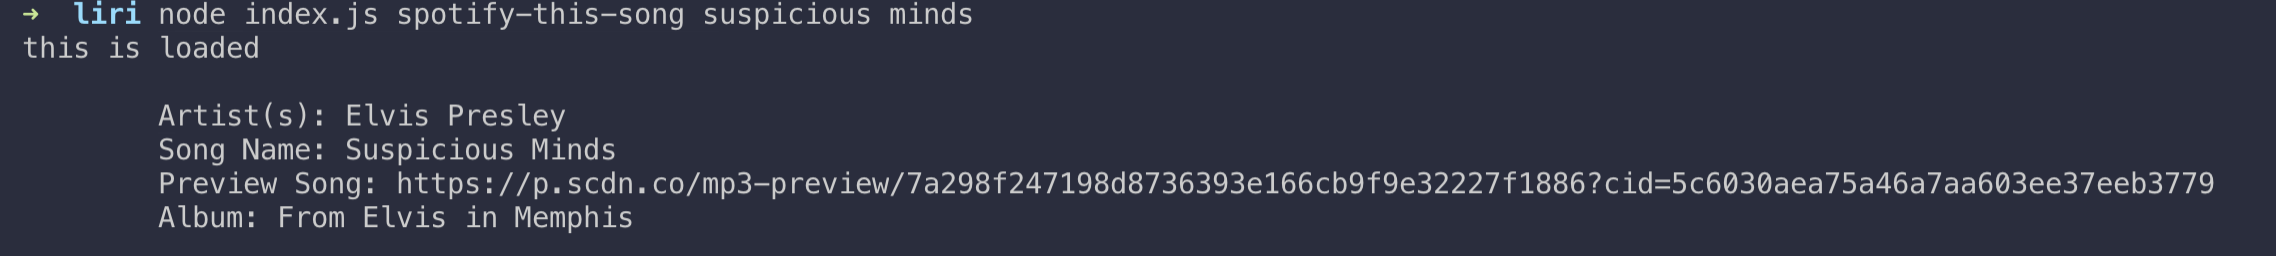 → liri node index.js spotify-this-song suspicious minds
this is loaded
Artist(s): Elvis Presley
Song Name: Suspicious Minds
Preview Song: https://p.scdn.co/mp3-preview/7a298f247198d8736393e166cb9f9e32227f1886?cid=5c6030aea75a46a7aa603ee37eeb3779
Album: From Elvis in Memphis